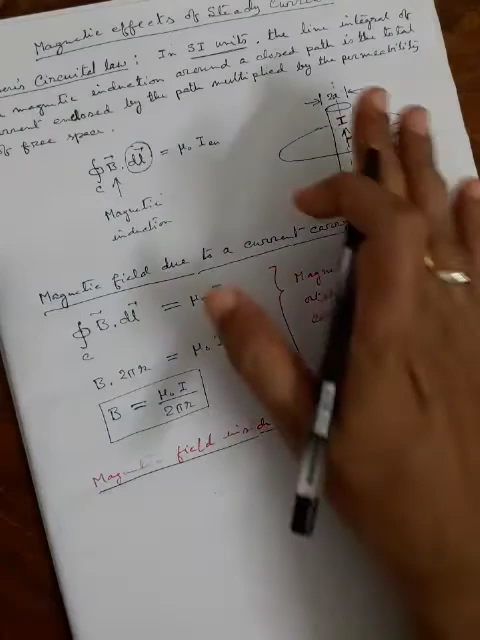 Magnetic effects of Steady
Circuital law: In SI units, the line integral of
magnetic induction around a closed path is the total
enclosed by the path multiplied by the permeability
of free space.
2a
I
∮C B⃗. dl⃗ = μ₀ I en
Magnetic
induction
Magnetic field due to a current
∮C B⃗. dl⃗ = μ₀
B. 2πr = μ₀ I
B = μ₀ I / 2πr
field